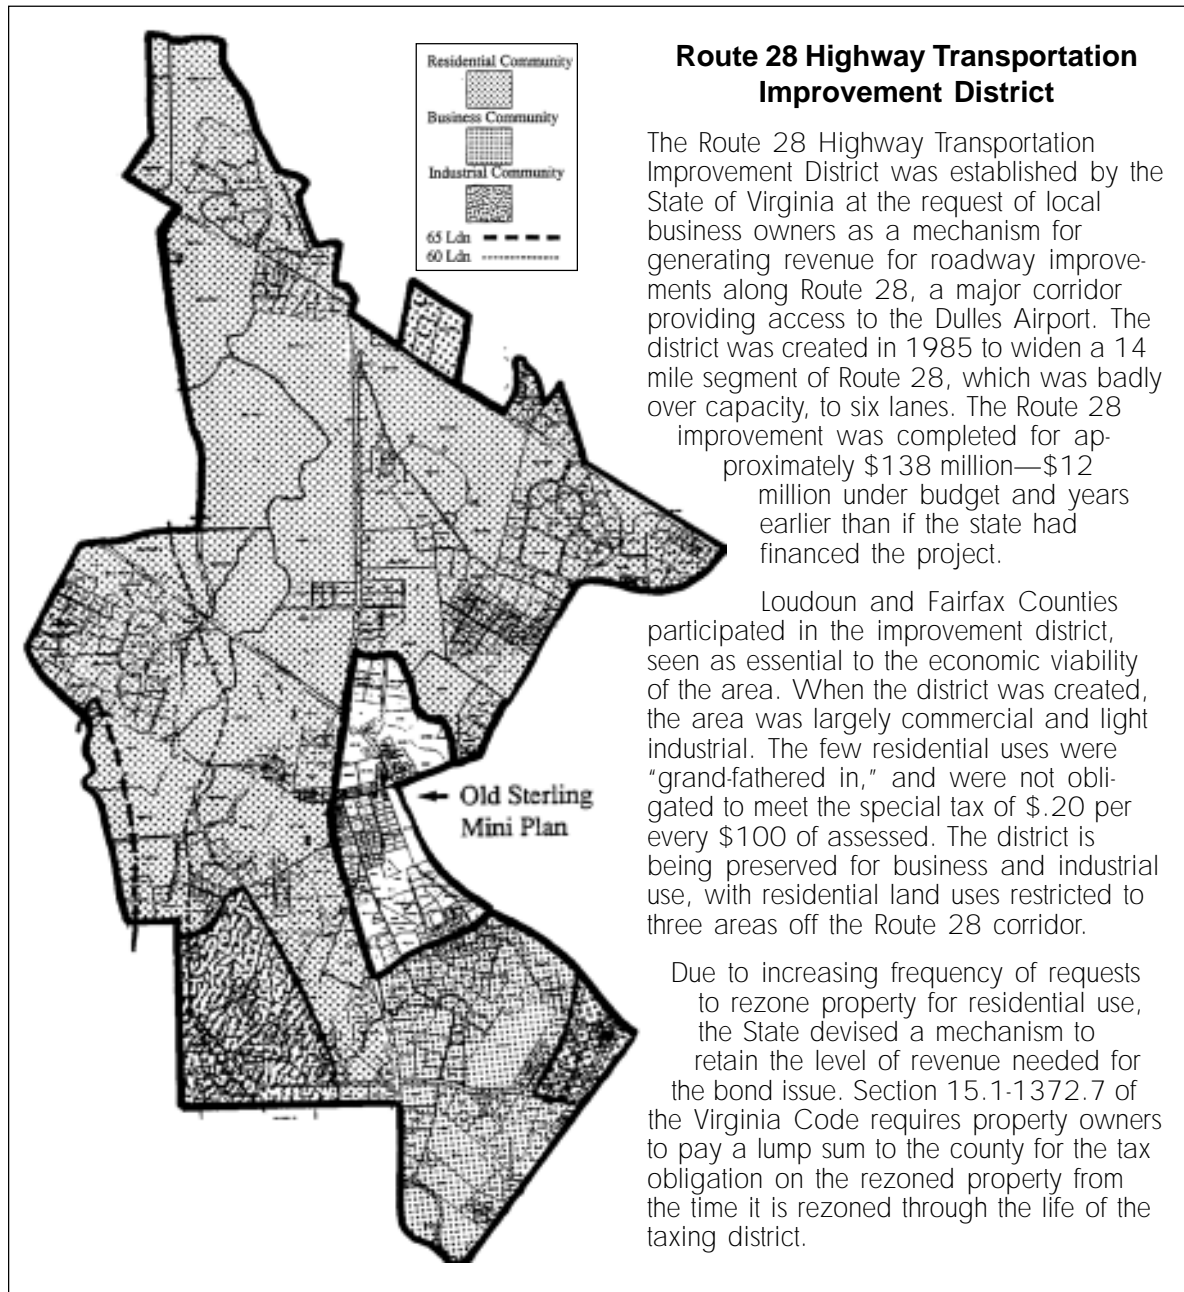 Residential Community
Business Community
Industrial Community
65 Ldn
60 Ldn
Old Sterling
Mini Plan
Route 28 Highway Transportation
Improvement District
The Route 28 Highway Transportation
Improvement District was established by the
State of Virginia at the request of local
business owners as a mechanism for
generating revenue for roadway improve-
ments along Route 28, a major corridor
providing access to the Dulles Airport. The
district was created in 1985 to widen a 14
mile segment of Route 28, which was badly
over capacity, to six lanes. The Route 28
improvement was completed for ap-
proximately $138 million—$12
million under budget and years
earlier than if the state had
financed the project.
Loudoun and Fairfax Counties
participated in the improvement district,
seen as essential to the economic viability
of the area. When the district was created,
the area was largely commercial and light
industrial. The few residential uses were
"grand-fathered in," and were not obli-
gated to meet the special tax of $.20 per
every $100 of assessed. The district is
being preserved for business and industrial
use, with residential land uses restricted to
three areas off the Route 28 corridor.
Due to increasing frequency of requests
to rezone property for residential use,
the State devised a mechanism to
retain the level of revenue needed for
the bond issue. Section 15.1-1372.7 of
the Virginia Code requires property owners
to pay a lump sum to the county for the tax
obligation on the rezoned property from
the time it is rezoned through the life of the
taxing district.